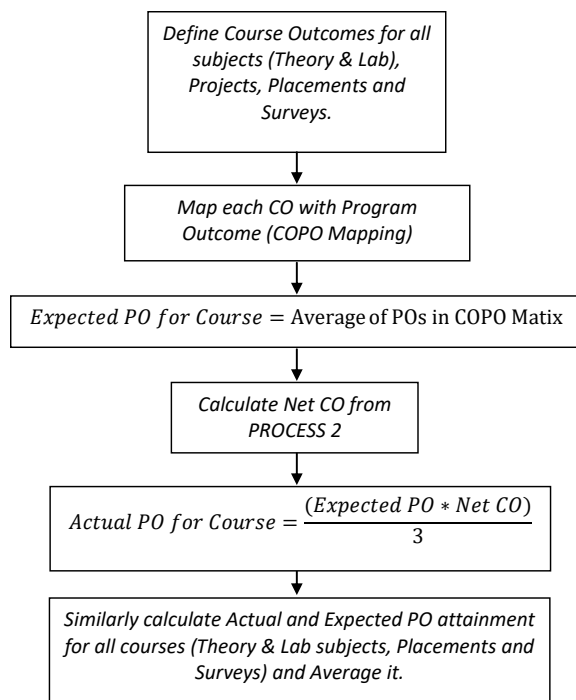 Define Course Outcomes for all
subjects (Theory & Lab),
Projects, Placements and
Surveys.
Map each CO with Program
Outcome (COPO Mapping)
Expected PO for Course = Average of POs in COPO Matix
Calculate Net CO from
PROCESS 2
Actual PO for Course = (Expected PO * Net CO)
3
Similarly calculate Actual and Expected PO attainment
for all courses (Theory & Lab subjects, Placements and
Surveys) and Average it.